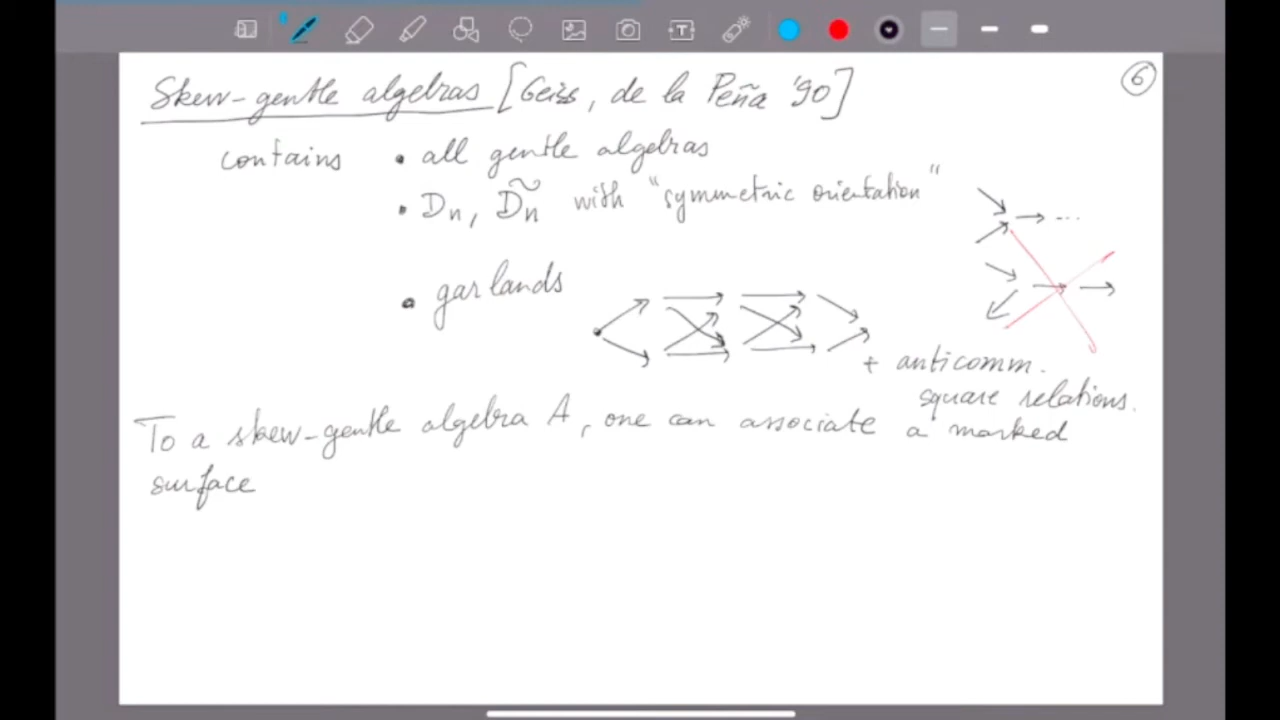 Skew-gentle algebras [Geiss, de la Peña '90]
6
contains • all gentle algebras
• Dn, D̃n with "symmetric orientation"
• garlands
+ anticomm.
square relations.
To a skew-gentle algebra A, one can associate a marked
surface